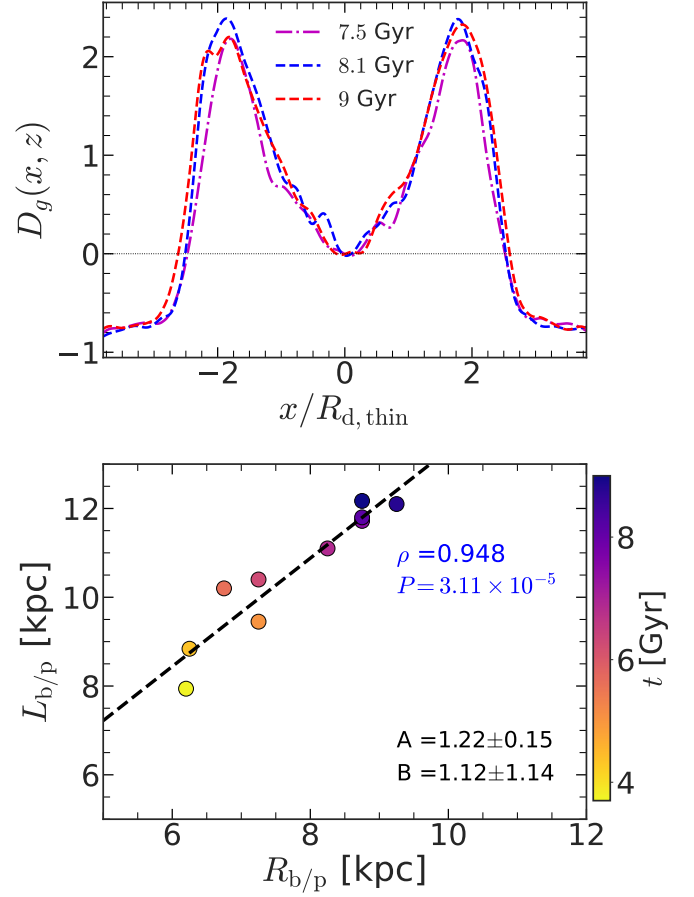 7.5 Gyr
8.1 Gyr
9 Gyr
2
1
0
−1
D_g(x, z)
−2 0 2
x/R_d, thin
12
10
8
6
L_b/p [kpc]
ρ =0.948
P = 3.11 × 10^−5
A =1.22±0.15
B =1.12±1.14
6 8 10 12
R_b/p [kpc]
8
6
4
t [Gyr]